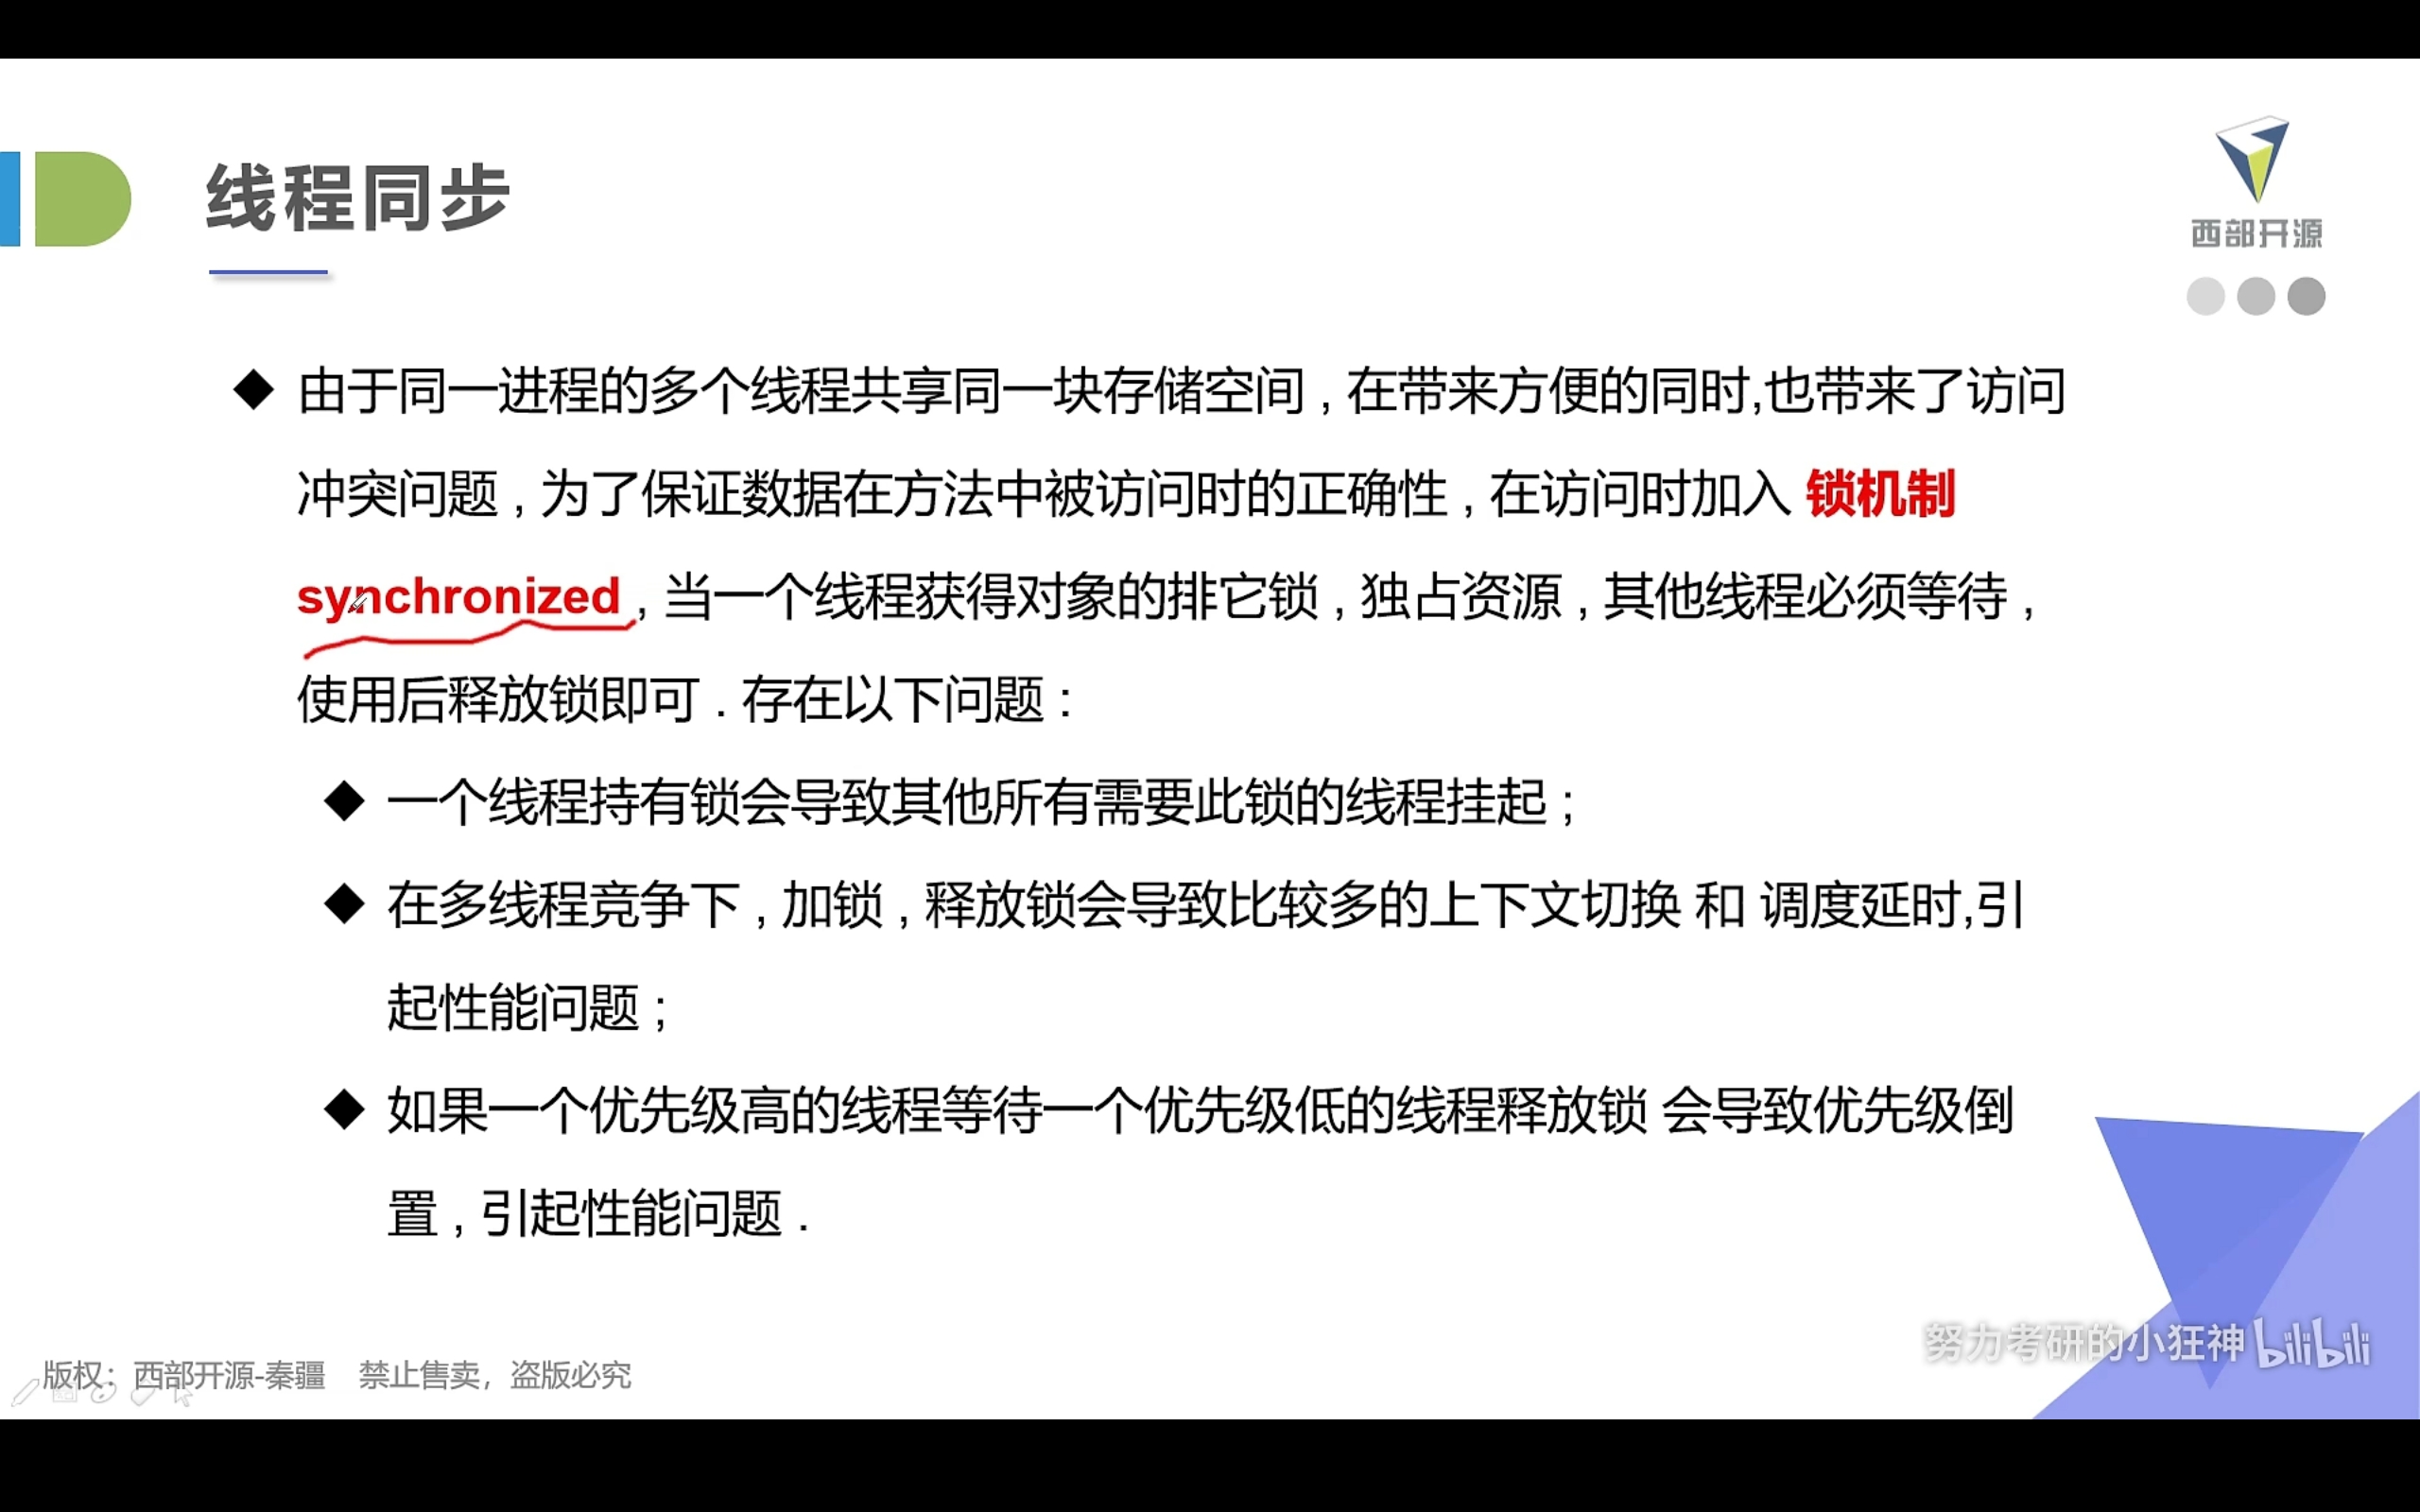 线程同步
西部开源
由于同一进程的多个线程共享同一块存储空间 , 在带来方便的同时,也带来了访问
冲突问题 , 为了保证数据在方法中被访问时的正确性 , 在访问时加入 锁机制
synchronized , 当一个线程获得对象的排它锁 , 独占资源 , 其他线程必须等待 ,
使用后释放锁即可 . 存在以下问题 :
一个线程持有锁会导致其他所有需要此锁的线程挂起 ;
在多线程竞争下 , 加锁 , 释放锁会导致比较多的上下文切换 和 调度延时,引
起性能问题 ;
如果一个优先级高的线程等待一个优先级低的线程释放锁 会导致优先级倒
置 , 引起性能问题 .
努力考研的小狂神 bilibili
版权：西部开源-秦疆 禁止售卖，盗版必究